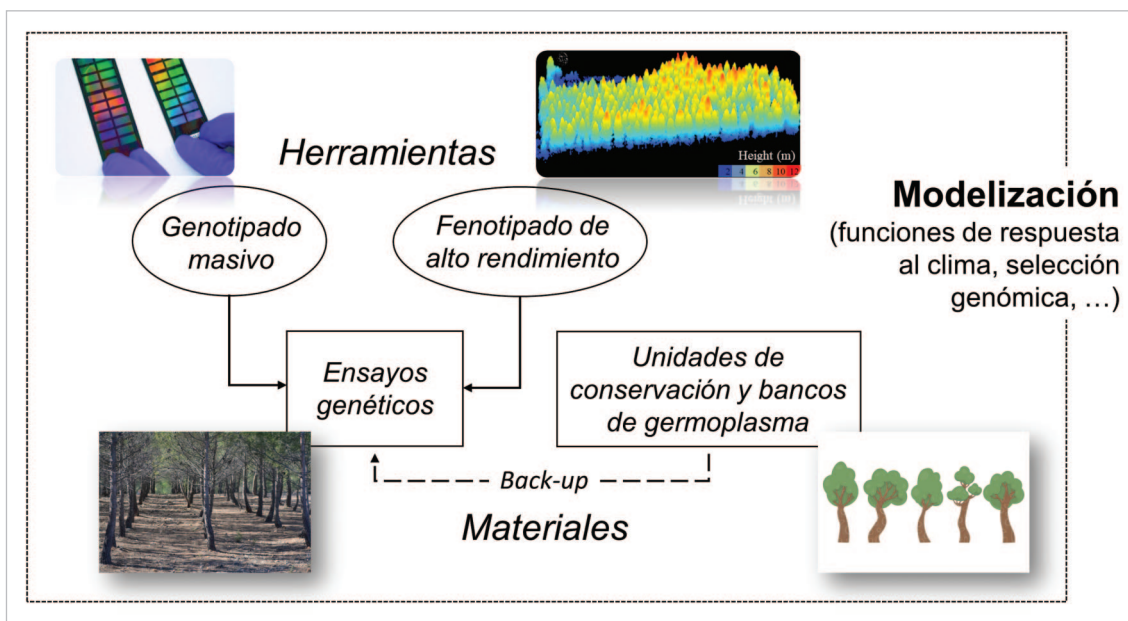 Herramientas
Height (m)
2 4 6 8 10 12
Genotipado
masivo
Fenotipado de
alto rendimiento
Modelización
(funciones de respuesta
al clima, selección
genómica, …)
Ensayos
genéticos
Unidades de
conservación y bancos
de germoplasma
Back-up
Materiales